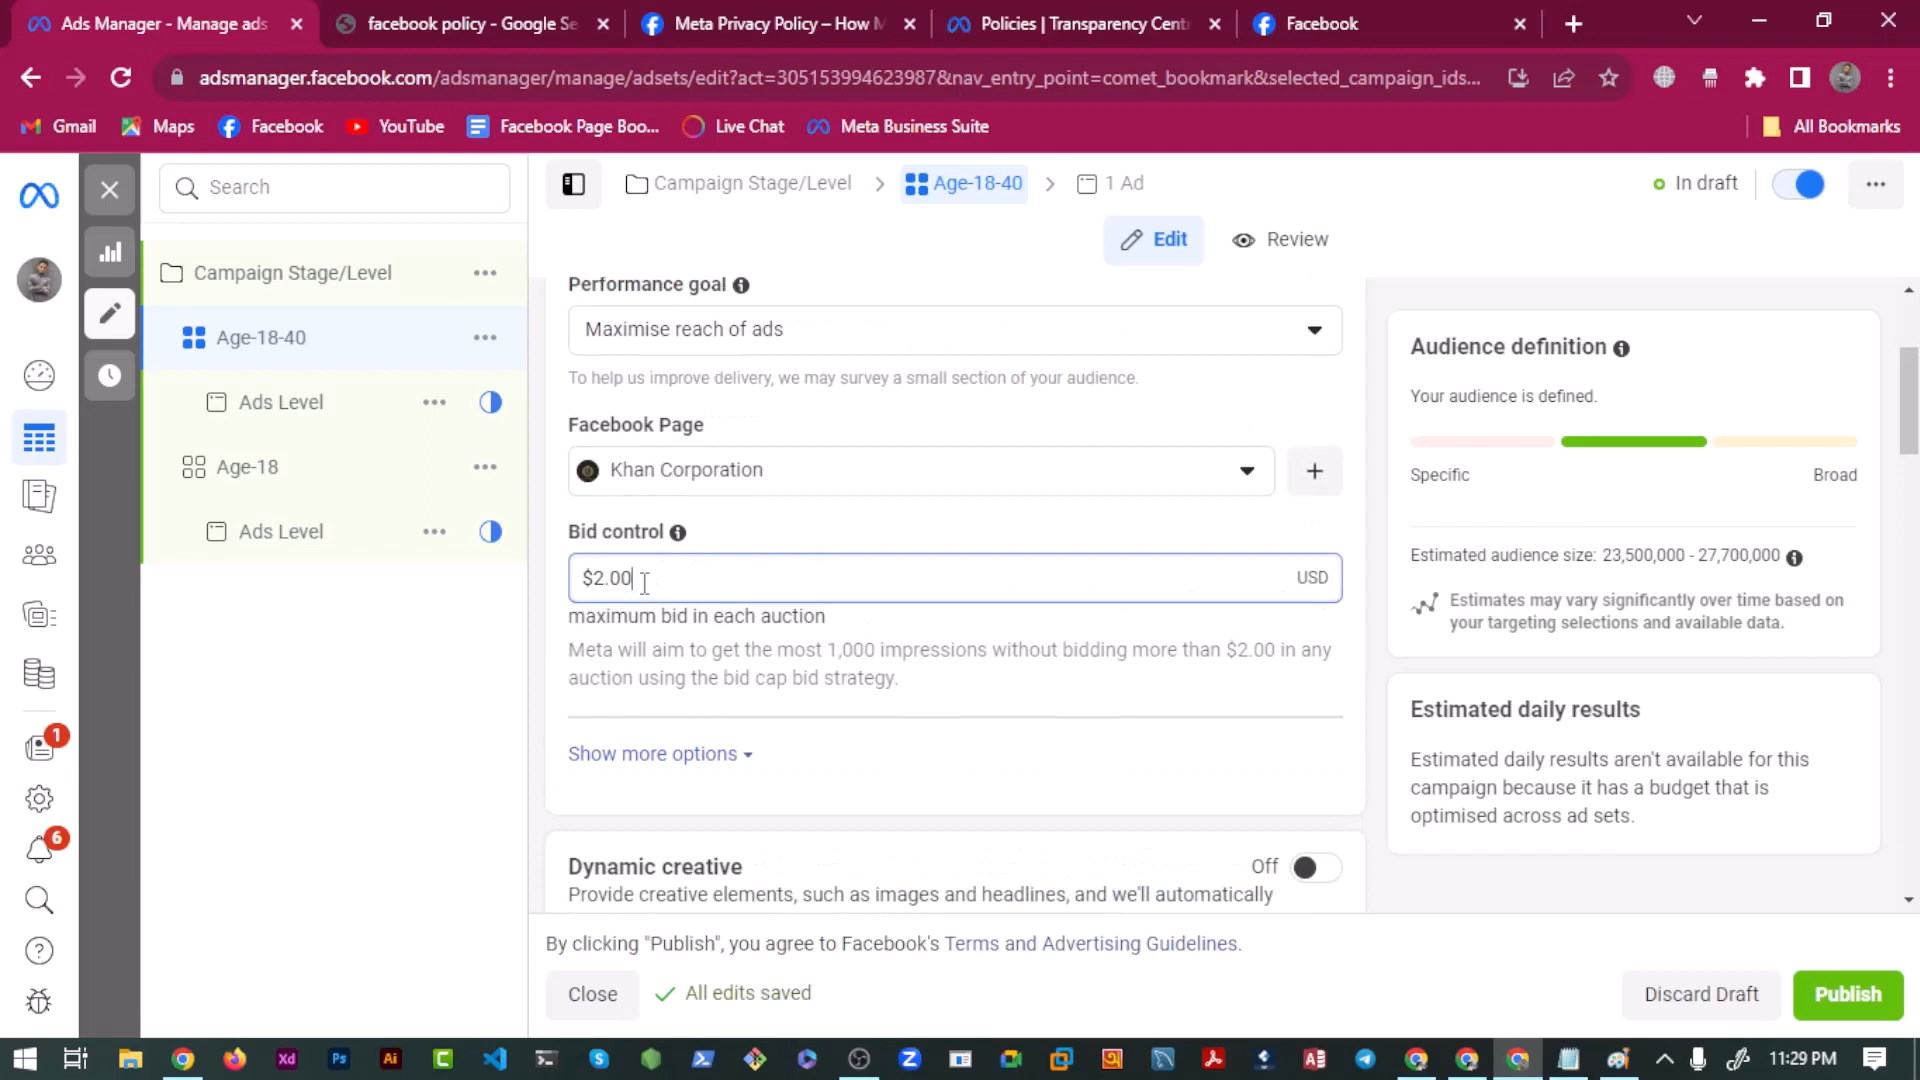 Ads Manager - Manage ads
facebook policy - Google Se
Meta Privacy Policy – How M
Policies | Transparency Cent
Facebook
adsmanager.facebook.com/adsmanager/manage/adsets/edit?act=305153994623987&nav_entry_point=comet_bookmark&selected_campaign_ids...
Gmail
Maps
Facebook
YouTube
Facebook Page Boo...
Live Chat
Meta Business Suite
All Bookmarks
Search
Campaign Stage/Level
Age-18-40
1 Ad
In draft
Edit
Review
Campaign Stage/Level
Age-18-40
Ads Level
Age-18
Ads Level
Performance goal
Maximise reach of ads
To help us improve delivery, we may survey a small section of your audience.
Facebook Page
Khan Corporation
Bid control
$2.00
USD
maximum bid in each auction
Meta will aim to get the most 1,000 impressions without bidding more than $2.00 in any
auction using the bid cap bid strategy.
Show more options
Dynamic creative
Off
Provide creative elements, such as images and headlines, and we'll automatically
Audience definition
Your audience is defined.
Specific
Broad
Estimated audience size: 23,500,000 - 27,700,000
Estimates may vary significantly over time based on
your targeting selections and available data.
Estimated daily results
Estimated daily results aren't available for this
campaign because it has a budget that is
optimised across ad sets.
1
6
By clicking "Publish", you agree to Facebook's Terms and Advertising Guidelines.
Close
All edits saved
Discard Draft
Publish
Xd
Ps
Ai
C
S
Z
11:29 PM